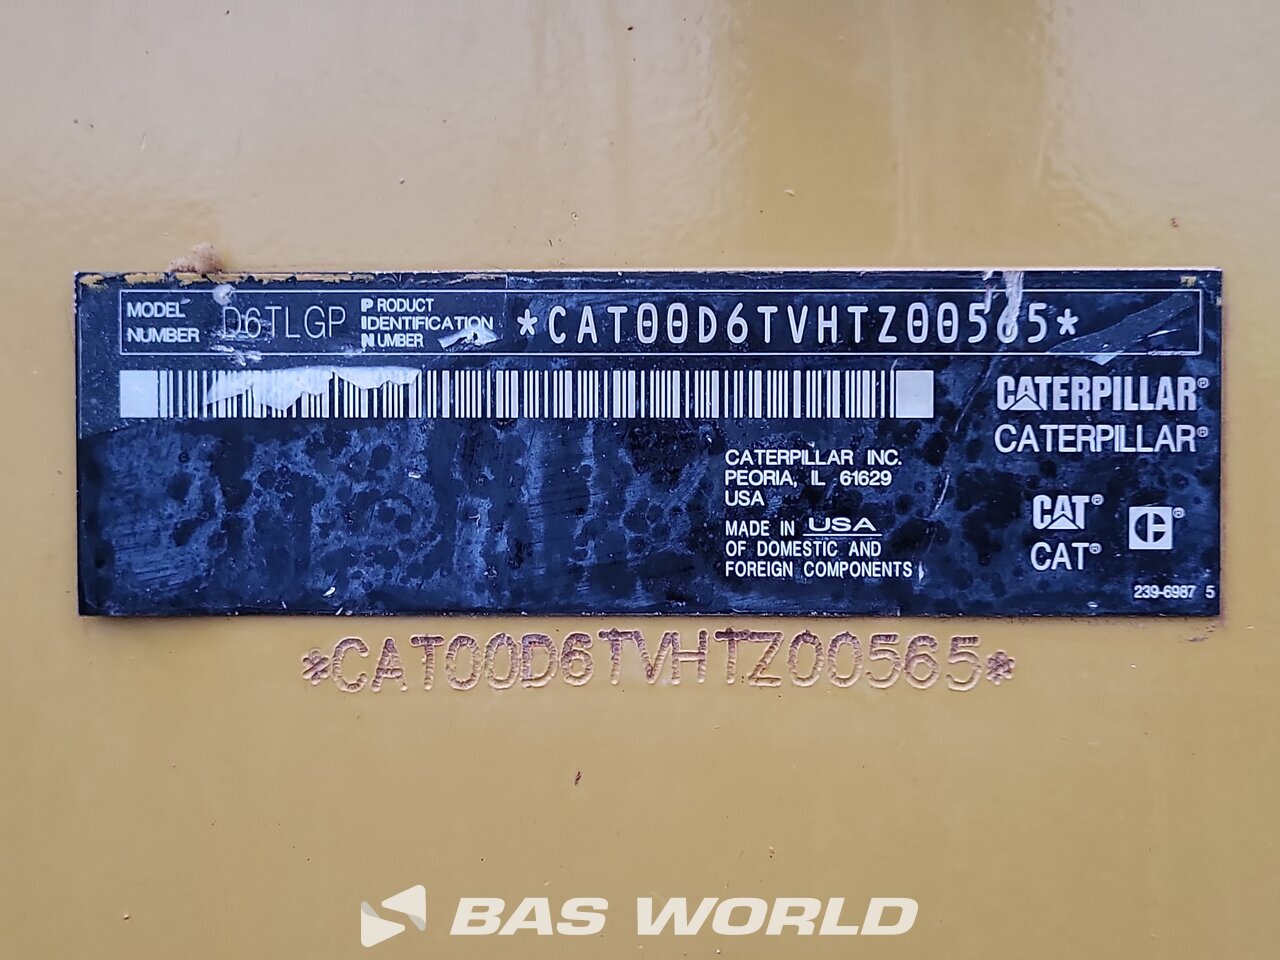 MODEL NUMBER D6TLGP PRODUCT IDENTIFICATION NUMBER *CAT00D6TVHTZ00565*
CATERPILLAR®
CATERPILLAR®
CATERPILLAR INC.
PEORIA, IL 61629
USA
MADE IN USA
OF DOMESTIC AND
FOREIGN COMPONENTS
CAT®
CAT®
239-6987 5
*CAT00D6TVHTZ00565*
BAS WORLD